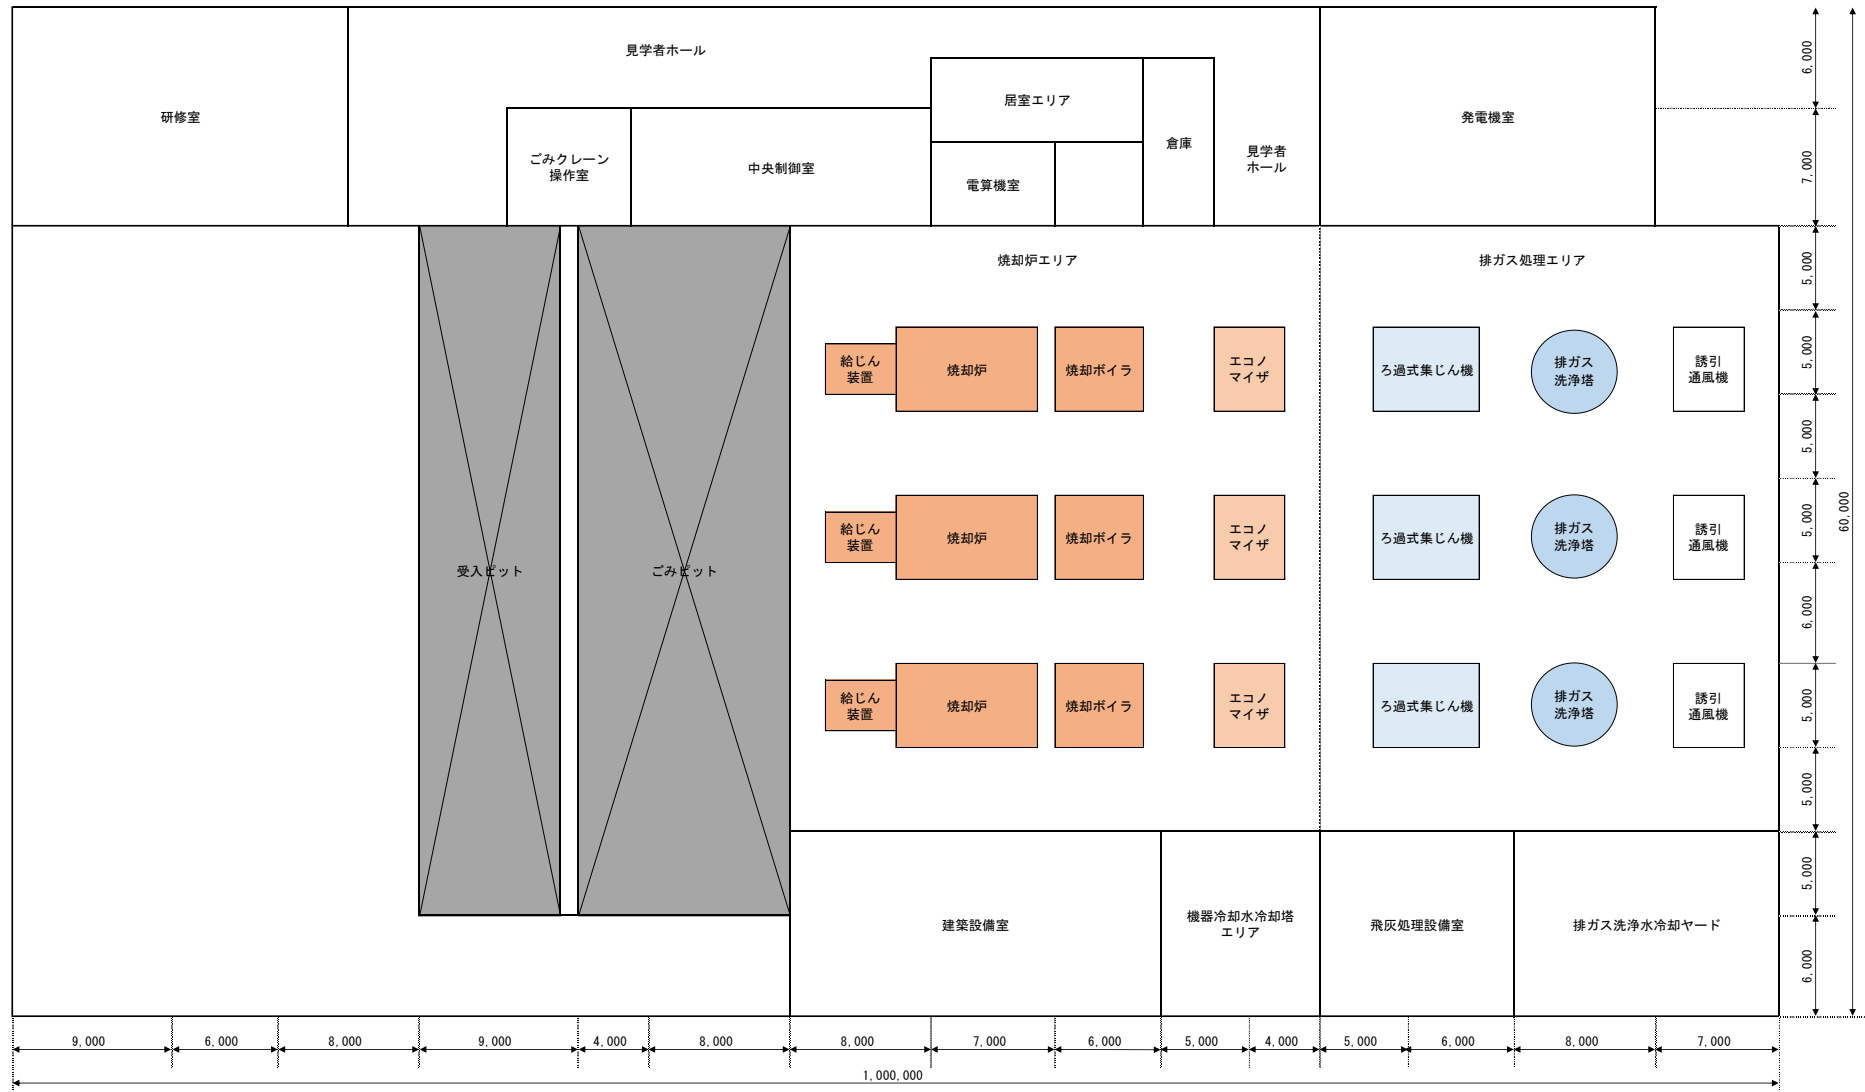 見学者ホール
研修室
ごみクレーン
操作室
中央制御室
居室エリア
電算機室
倉庫
見学者
ホール
発電機室
6,000
7,000
焼却炉エリア
排ガス処理エリア
5,000
給じん
装置
焼却炉
焼却ボイラ
エコノ
マイザ
ろ過式集じん機
排ガス
洗浄塔
誘引
通風機
5,000
5,000
給じん
装置
焼却炉
焼却ボイラ
エコノ
マイザ
ろ過式集じん機
排ガス
洗浄塔
誘引
通風機
5,000
60,000
受入ピット
ごみピット
6,000
給じん
装置
焼却炉
焼却ボイラ
エコノ
マイザ
ろ過式集じん機
排ガス
洗浄塔
誘引
通風機
5,000
5,000
5,000
建築設備室
機器冷却水冷却塔
エリア
飛灰処理設備室
排ガス洗浄水冷却ヤード
6,000
9,000
6,000
8,000
9,000
4,000
8,000
8,000
7,000
6,000
5,000
4,000
5,000
6,000
8,000
7,000
1,000,000